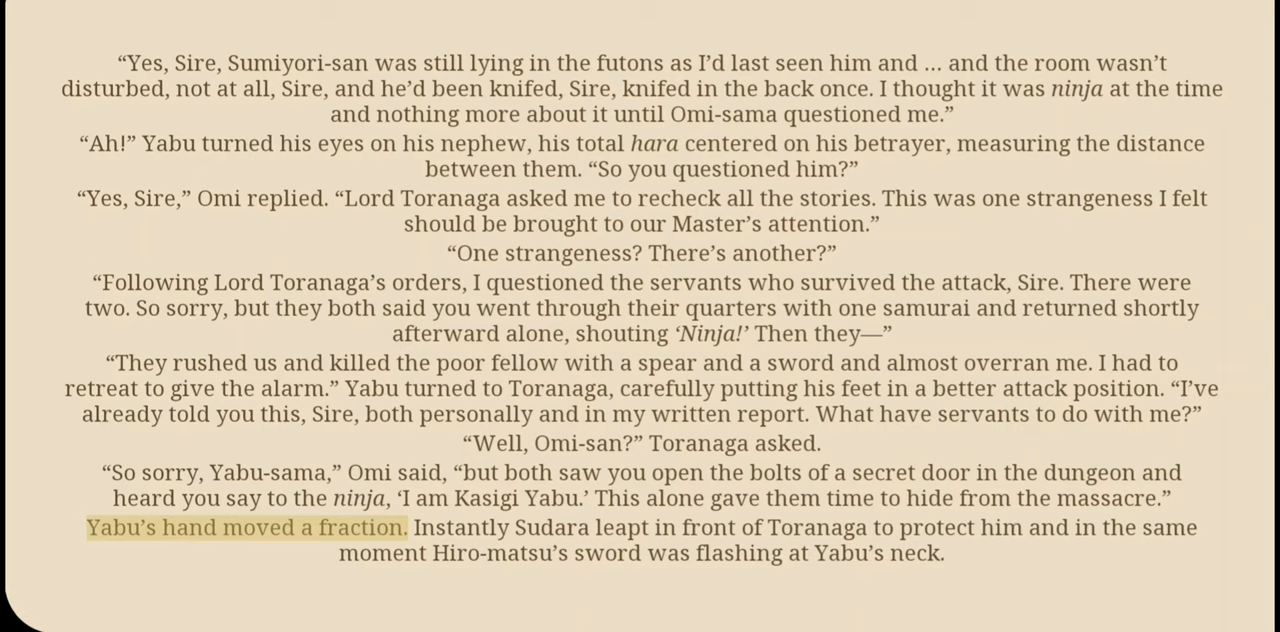 “Yes, Sire, Sumiyori-san was still lying in the futons as I’d last seen him and … and the room wasn’t
disturbed, not at all, Sire, and he’d been knifed, Sire, knifed in the back once. I thought it was ninja at the time
and nothing more about it until Omi-sama questioned me.”
“Ah!” Yabu turned his eyes on his nephew, his total hara centered on his betrayer, measuring the distance
between them. “So you questioned him?”
“Yes, Sire,” Omi replied. “Lord Toranaga asked me to recheck all the stories. This was one strangeness I felt
should be brought to our Master’s attention.”
“One strangeness? There’s another?”
“Following Lord Toranaga’s orders, I questioned the servants who survived the attack, Sire. There were
two. So sorry, but they both said you went through their quarters with one samurai and returned shortly
afterward alone, shouting ‘Ninja!’ Then they—”
“They rushed us and killed the poor fellow with a spear and a sword and almost overran me. I had to
retreat to give the alarm.” Yabu turned to Toranaga, carefully putting his feet in a better attack position. “I’ve
already told you this, Sire, both personally and in my written report. What have servants to do with me?”
“Well, Omi-san?” Toranaga asked.
“So sorry, Yabu-sama,” Omi said, “but both saw you open the bolts of a secret door in the dungeon and
heard you say to the ninja, ‘I am Kasigi Yabu.’ This alone gave them time to hide from the massacre.”
Yabu’s hand moved a fraction. Instantly Sudara leapt in front of Toranaga to protect him and in the same
moment Hiro-matsu’s sword was flashing at Yabu’s neck.